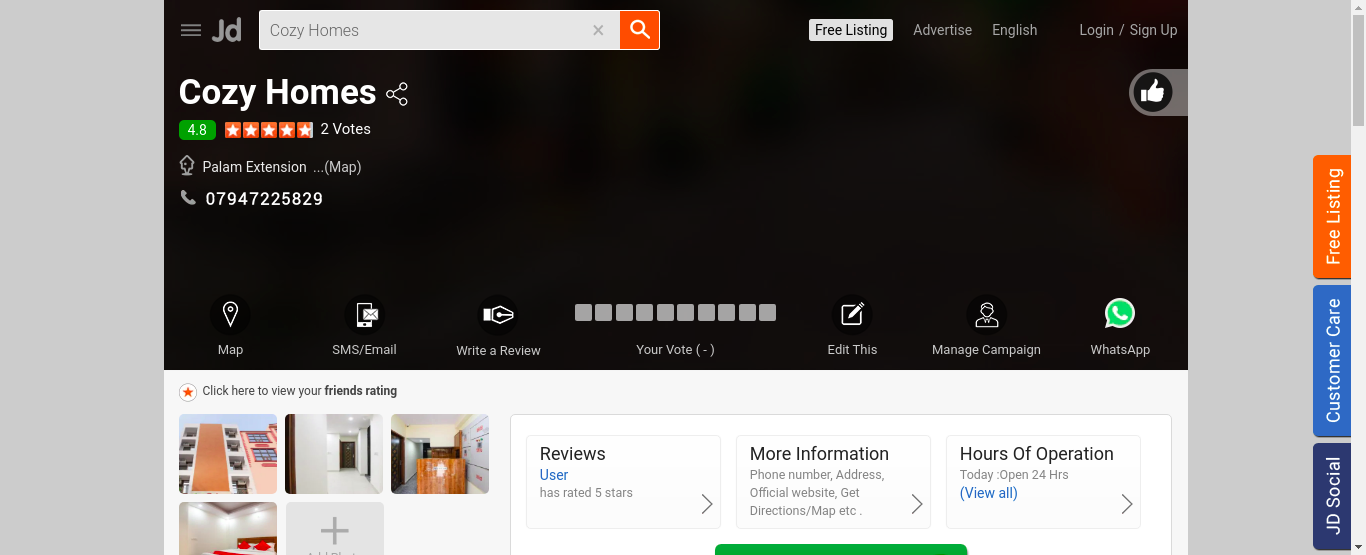 Jd
Cozy Homes
×
Free Listing
Advertise
English
Login / Sign Up
Cozy Homes
4.8
2 Votes
Palam Extension ...(Map)
07947225829
Map
SMS/Email
Write a Review
Your Vote ( - )
Edit This
Manage Campaign
WhatsApp
Click here to view your friends rating
Reviews
User
has rated 5 stars
More Information
Phone number, Address,
Official website, Get
Directions/Map etc .
Hours Of Operation
Today :Open 24 Hrs
(View all)
Add Photo
Free Listing
Customer Care
JD Social